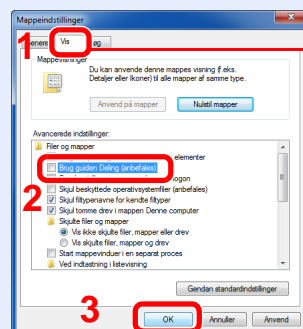 Mappeindstillinger
1
Genere Vis øg
Mappevisninger
Du kan anvende denne mappes visning (f.eks.
Detaljer eller Ikoner) til alle mapper af samme type.
Anvend på mapper
Nulstil mapper
Avancerede indstillinger:
Filer og mapper
elementer
Brug guiden Deling (anbefales)
ogon
2
Skjul beskyttede operativsystemfiler (anbefales)
Skjul filtypenavne for kendte filtyper
Skjul tomme drev i mappen Denne computer
Skjulte filer og mapper
Vis ikke skjulte filer, mapper eller drev
Vis skjulte filer, mapper og drev
Start mappevinduer i en separat proces
Ved indtastning i listevisning
Gendan standardindstillinger
3
OK
Annuller
Anvend